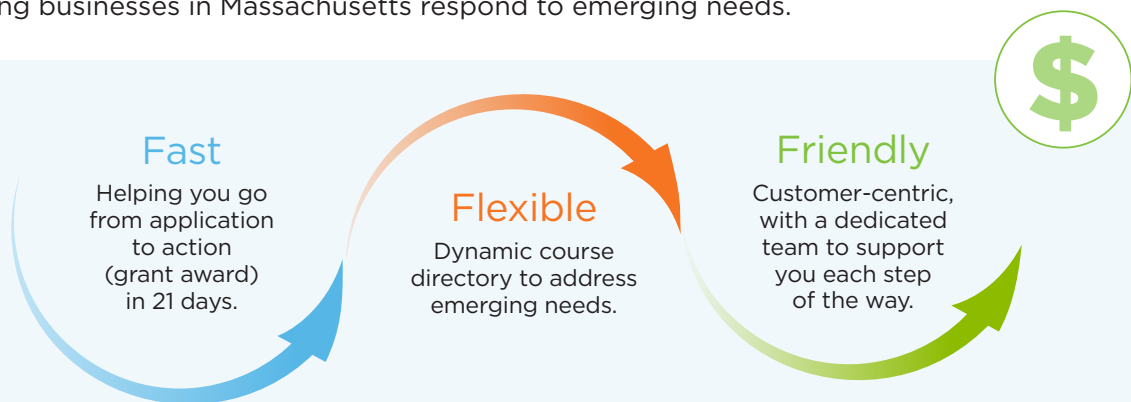 ng businesses in Massachusetts respond to emerging needs.
$
Fast
Helping you go
from application
to action
(grant award)
in 21 days.
Flexible
Dynamic course
directory to address
emerging needs.
Friendly
Customer-centric,
with a dedicated
team to support
you each step
of the way.